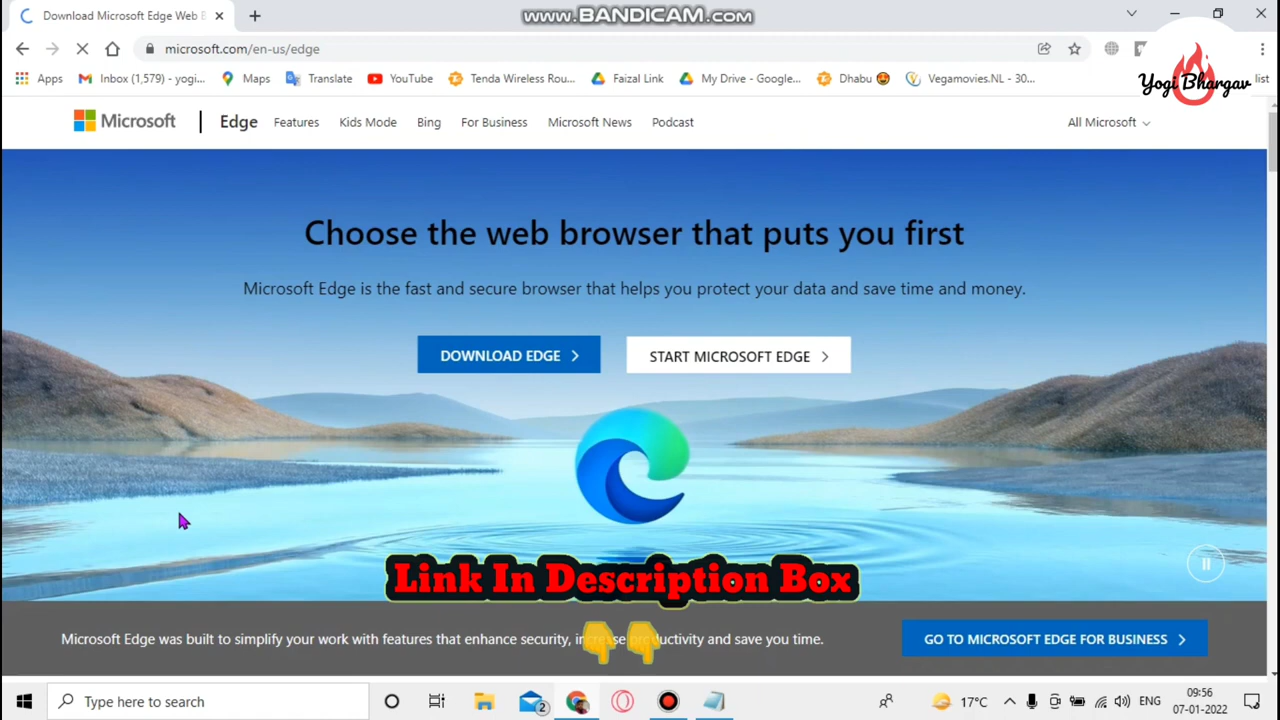 Download Microsoft Edge Web B
www.BANDICAM.com
microsoft.com/en-us/edge
Apps
Inbox (1,579) - yogi...
Maps
Translate
YouTube
Tenda Wireless Rou...
Faizal Link
My Drive - Google...
Dhabu
Vegamovies.NL - 30...
list
Yogi Bhargav
Microsoft
Edge
Features
Kids Mode
Bing
For Business
Microsoft News
Podcast
All Microsoft
Choose the web browser that puts you first
Microsoft Edge is the fast and secure browser that helps you protect your data and save time and money.
DOWNLOAD EDGE
START MICROSOFT EDGE
Link In Description Box
Microsoft Edge was built to simplify your work with features that enhance security, increase productivity and save you time.
GO TO MICROSOFT EDGE FOR BUSINESS
Type here to search
2
17°C
ENG
09:56
07-01-2022